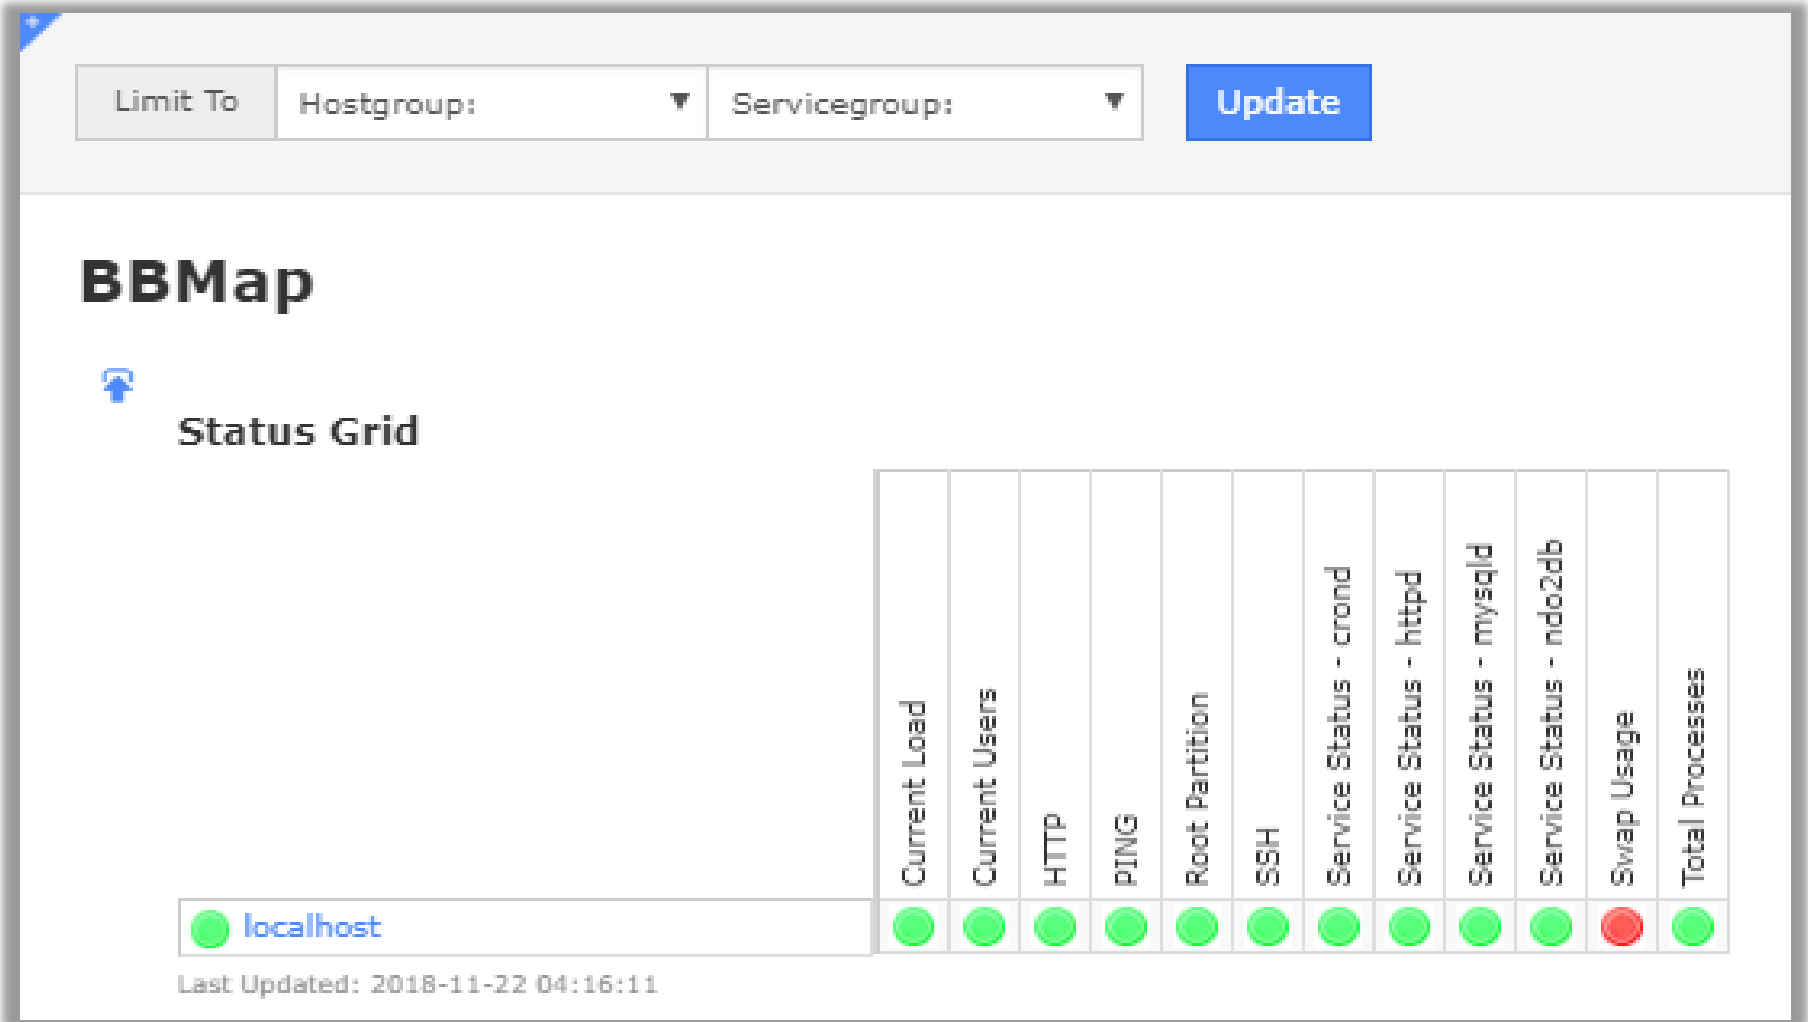 Limit To Hostgroup: Servicegroup: Update
BBMap
Status Grid
Current Load
Current Users
HTTP
PING
Root Partition
SSH
Service Status - crond
Service Status - httpd
Service Status - mysqld
Service Status - ndo2db
Swap Usage
Total Processes
localhost
Last Updated: 2018-11-22 04:16:11